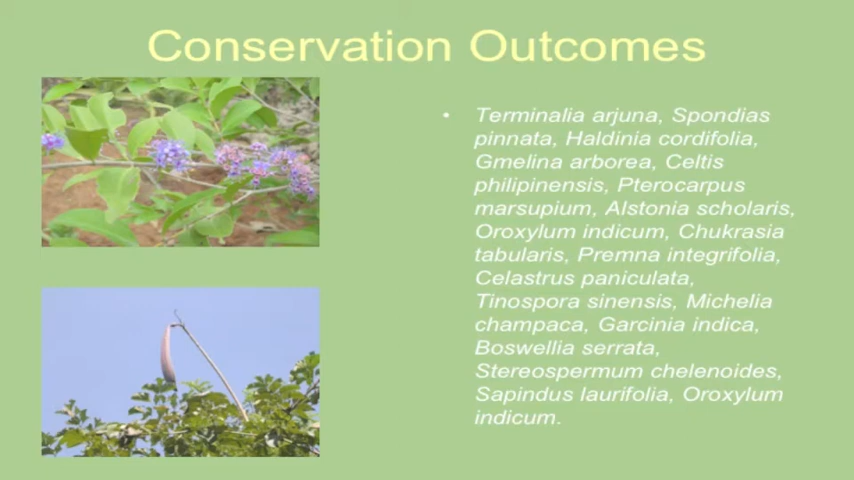 Conservation Outcomes
• Terminalia arjuna, Spondias
pinnata, Haldinia cordifolia,
Gmelina arborea, Celtis
philipinensis, Pterocarpus
marsupium, Alstonia scholaris,
Oroxylum indicum, Chukrasia
tabularis, Premna integrifolia,
Celastrus paniculata,
Tinospora sinensis, Michelia
champaca, Garcinia indica,
Boswellia serrata,
Stereospermum chelenoides,
Sapindus laurifolia, Oroxylum
indicum.